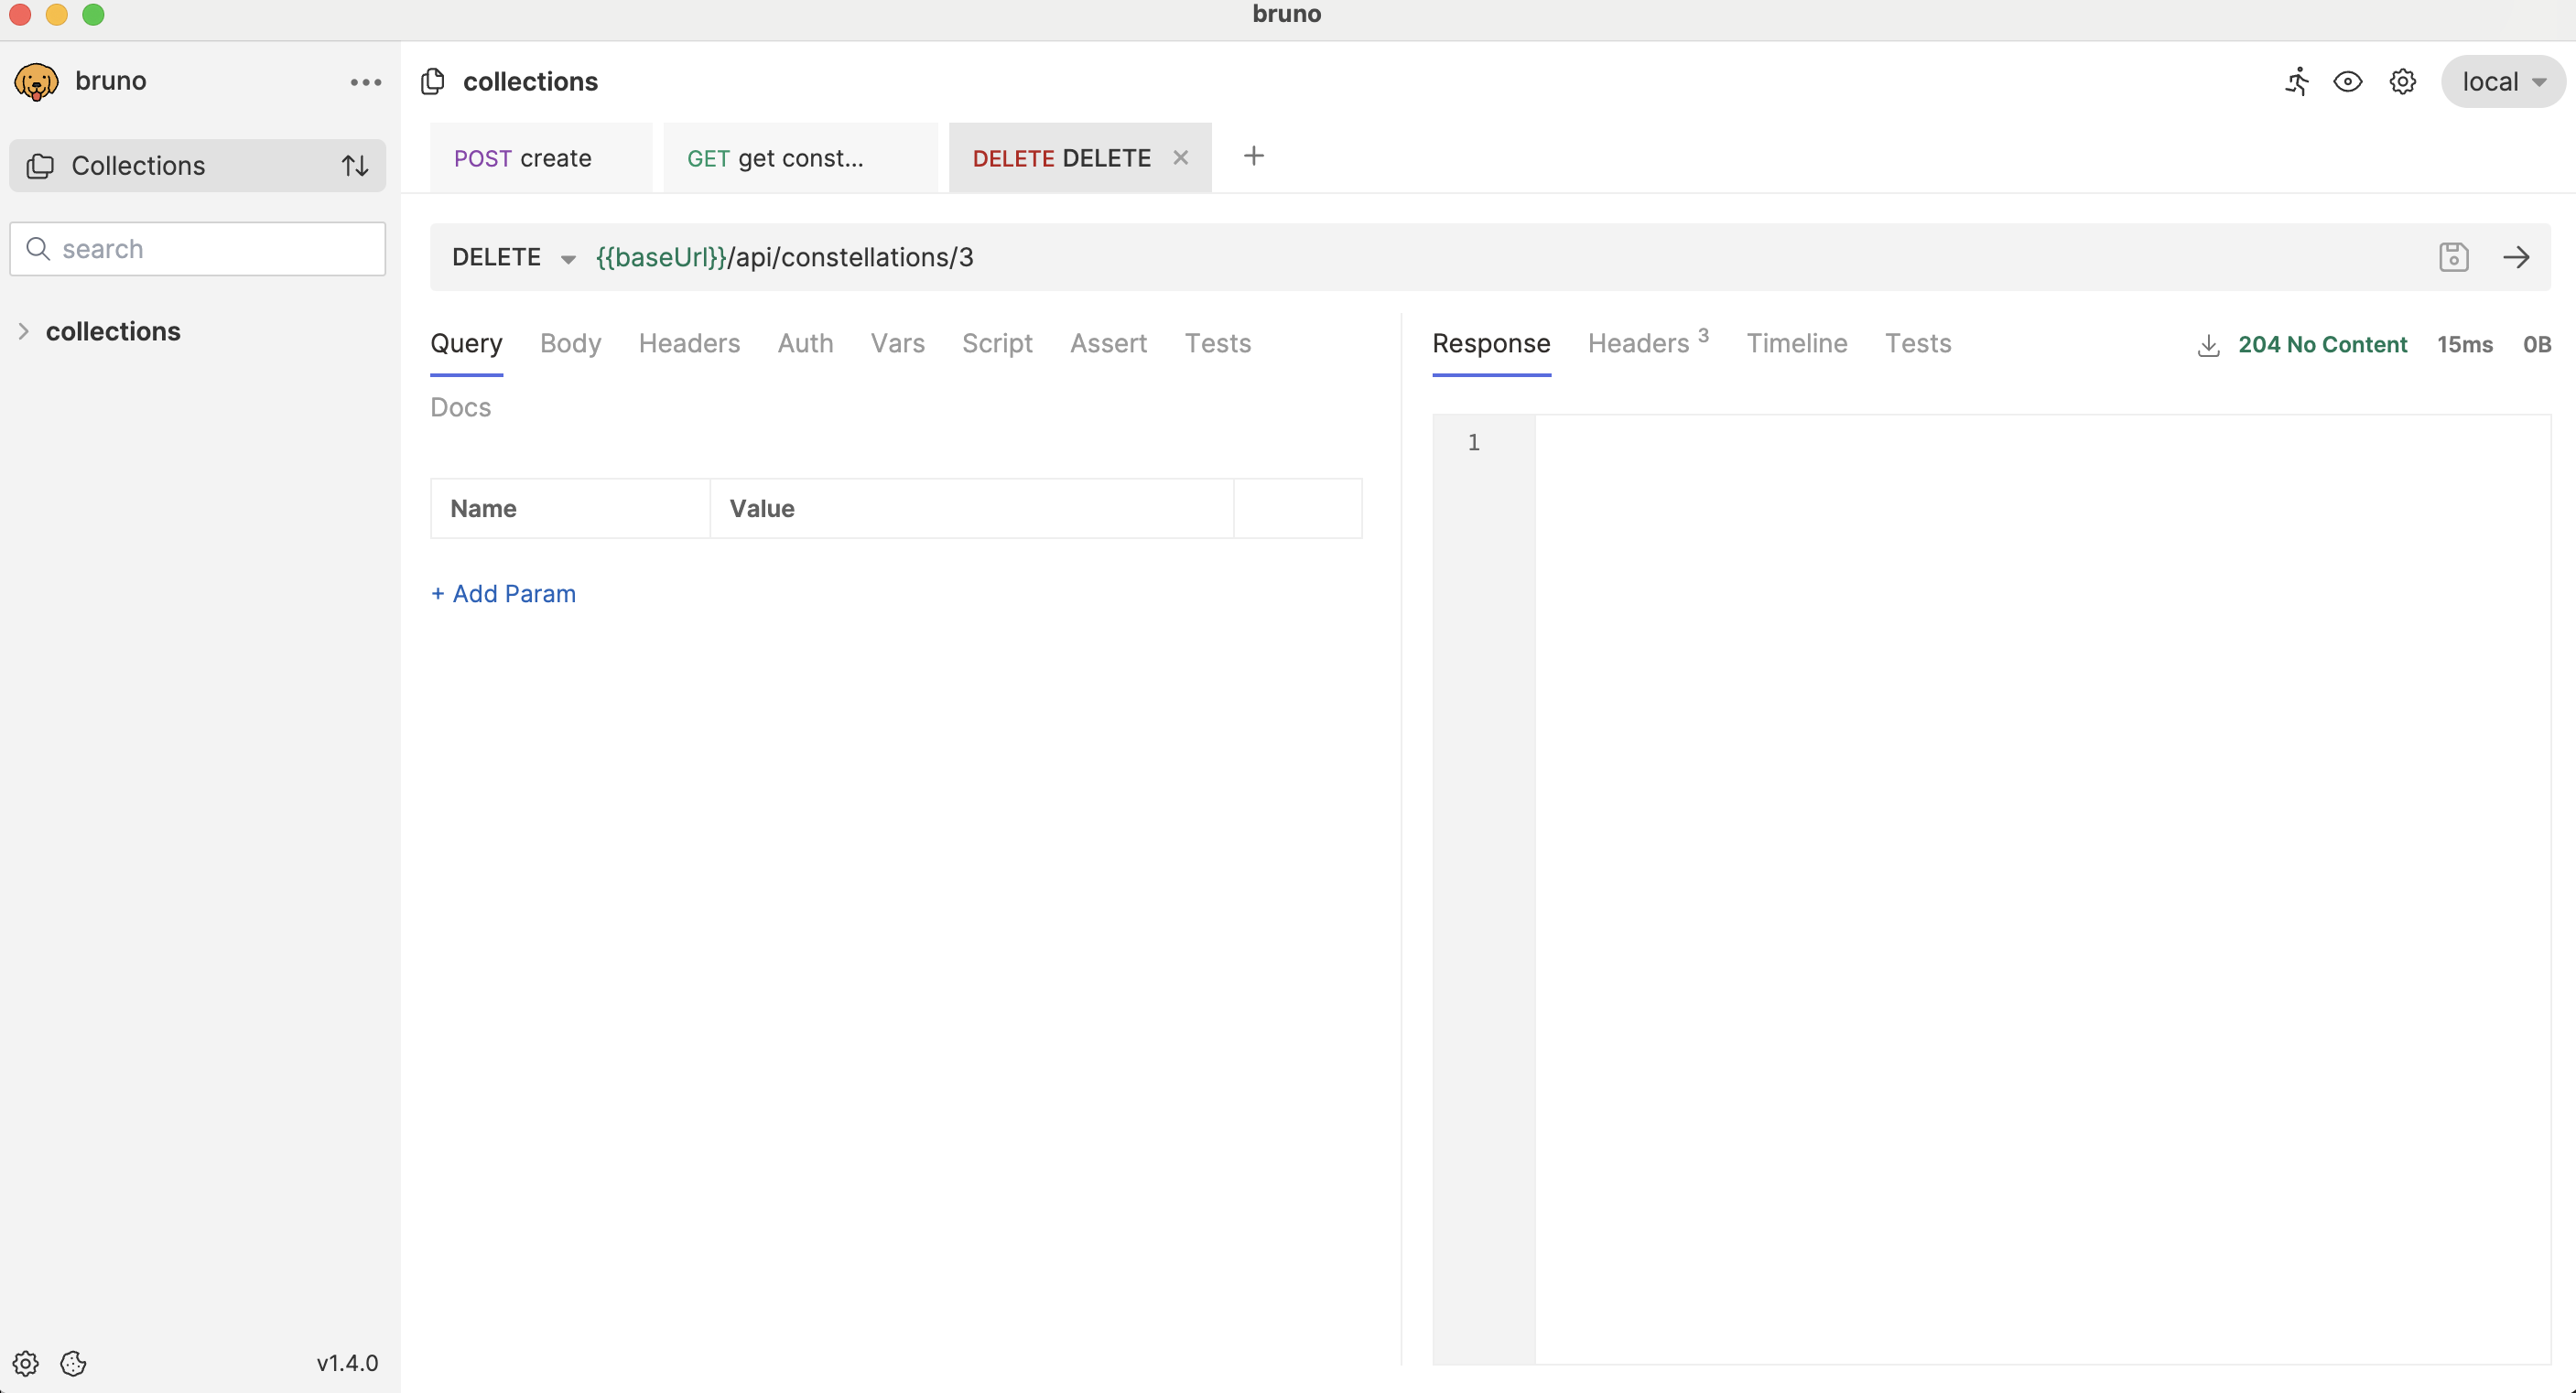 bruno
bruno
Collections
search
collections
v1.4.0
collections
local
POST create
GET get const...
DELETE DELETE
DELETE {{baseUrl}}/api/constellations/3
Query Body Headers Auth Vars Script Assert Tests
Docs
Name Value
+ Add Param
Response Headers 3 Timeline Tests
204 No Content 15ms 0B
1